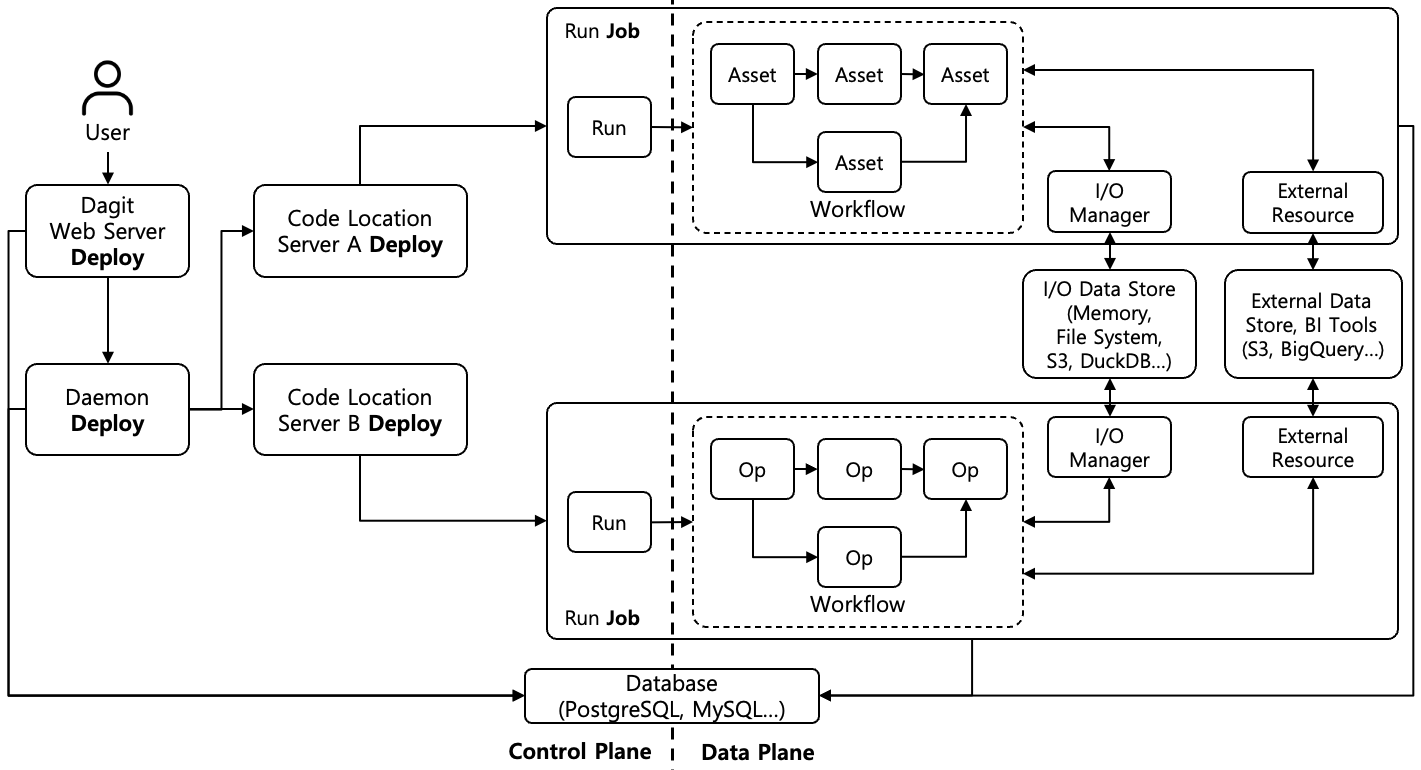 User
Dagit
Web Server
Deploy
Daemon
Deploy
Code Location
Server A Deploy
Code Location
Server B Deploy
Run Job
Run
Asset
Asset
Asset
Asset
Workflow
I/O
Manager
External
Resource
I/O Data Store
(Memory,
File System,
S3, DuckDB...)
External Data
Store, BI Tools
(S3, BigQuery...)
I/O
Manager
External
Resource
Run
Op
Op
Op
Op
Workflow
Run Job
Database
(PostgreSQL, MySQL...)
Control Plane
Data Plane